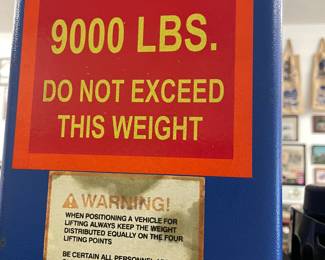 9000 LBS.
DO NOT EXCEED
THIS WEIGHT
WARNING!
WHEN POSITIONING A VEHICLE FOR
LIFTING ALWAYS KEEP THE WEIGHT
DISTRIBUTED EQUALLY ON THE FOUR
LIFTING POINTS
BE CERTAIN ALL PERSONNEL